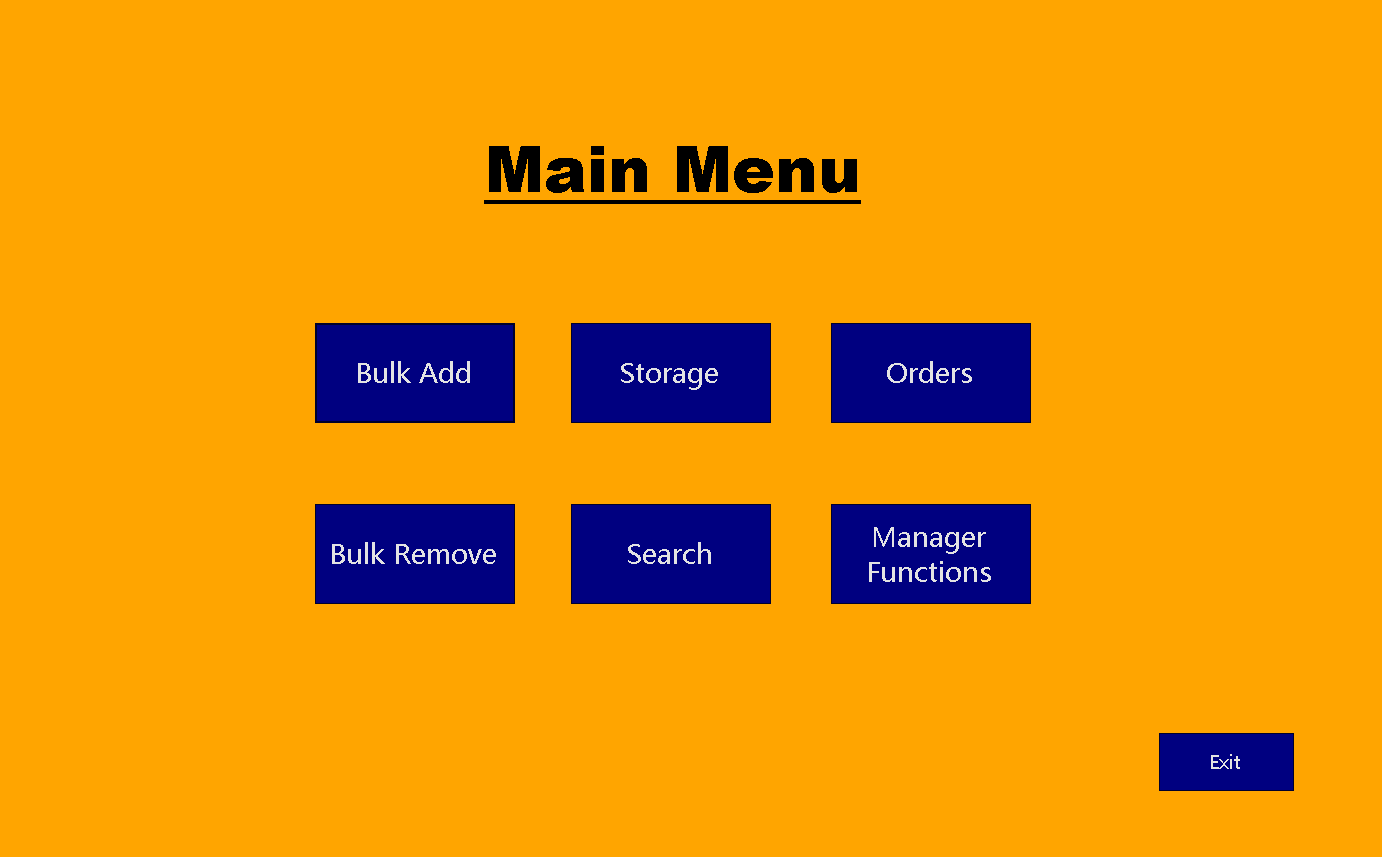 Main Menu
Bulk Add
Storage
Orders
Bulk Remove
Search
Manager
Functions
Exit